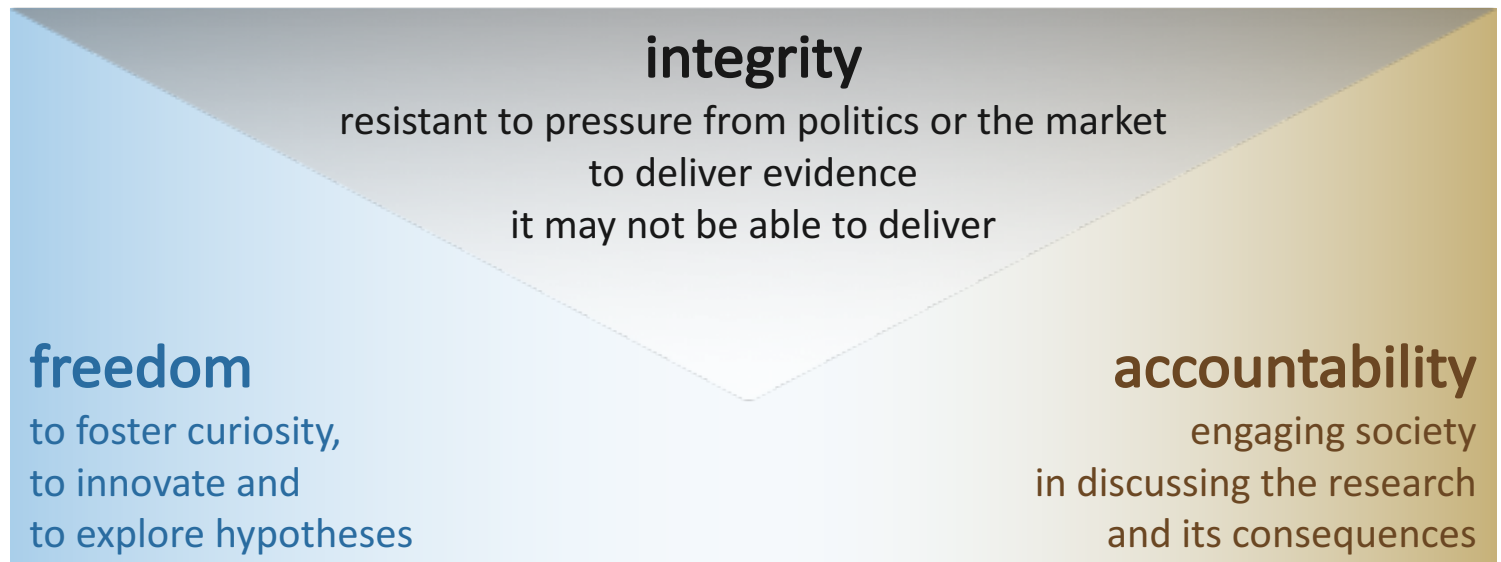 integrity
resistant to pressure from politics or the market
to deliver evidence
it may not be able to deliver
freedom
to foster curiosity,
to innovate and
to explore hypotheses
accountability
engaging society
in discussing the research
and its consequences